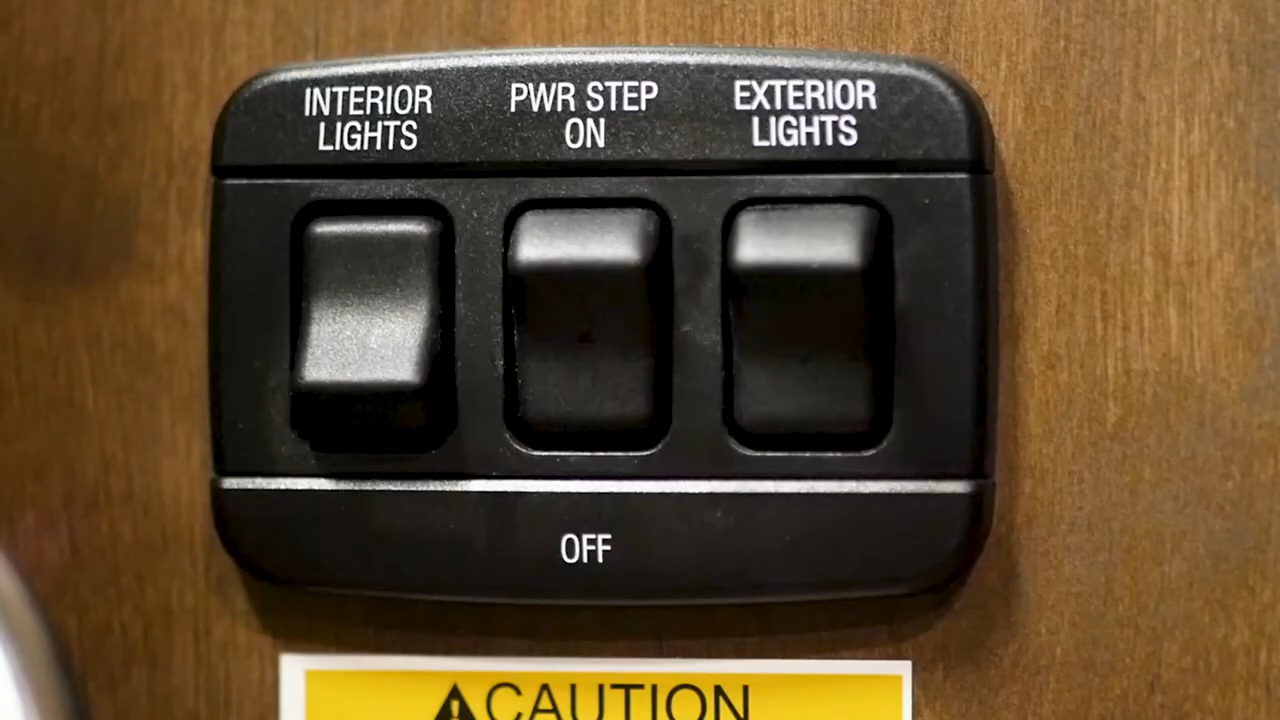 INTERIOR
LIGHTS
PWR STEP
ON
EXTERIOR
LIGHTS
OFF
CAUTION